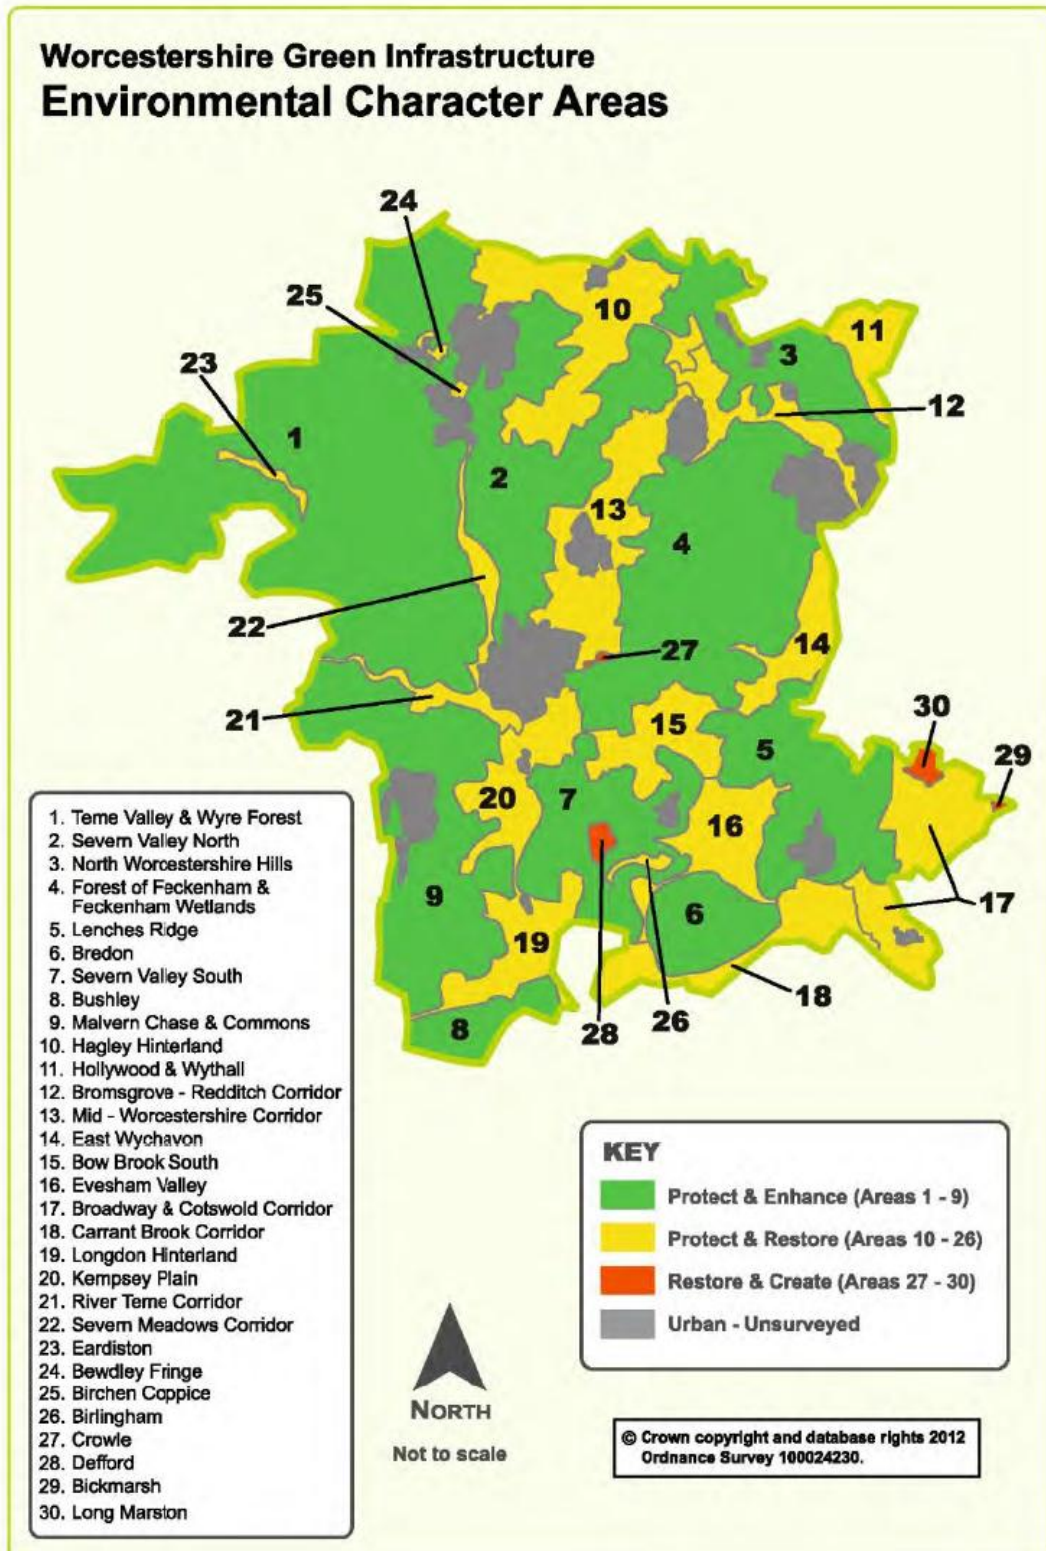 Worcestershire Green Infrastructure
Environmental Character Areas
24
25
10
11
3
23
12
1
2
13
4
22
27
14
21
15
30
5
29
20
7
16
9
6
17
19
18
26
28
8
1. Teme Valley & Wyre Forest
2. Severn Valley North
3. North Worcestershire Hills
4. Forest of Feckenham &
Feckenham Wetlands
5. Lenches Ridge
6. Bredon
7. Severn Valley South
8. Bushley
9. Malvern Chase & Commons
10. Hagley Hinterland
11. Hollywood & Wythall
12. Bromsgrove - Redditch Corridor
13. Mid - Worcestershire Corridor
14. East Wychavon
15. Bow Brook South
16. Evesham Valley
17. Broadway & Cotswold Corridor
18. Carrant Brook Corridor
19. Longdon Hinterland
20. Kempsey Plain
21. River Teme Corridor
22. Severn Meadows Corridor
23. Eardiston
24. Bewdley Fringe
25. Birchen Coppice
26. Birlingham
27. Crowle
28. Defford
29. Bickmarsh
30. Long Marston
KEY
Protect & Enhance (Areas 1 - 9)
Protect & Restore (Areas 10 - 26)
Restore & Create (Areas 27 - 30)
Urban - Unsurveyed
NORTH
Not to scale
© Crown copyright and database rights 2012
Ordnance Survey 100024230.